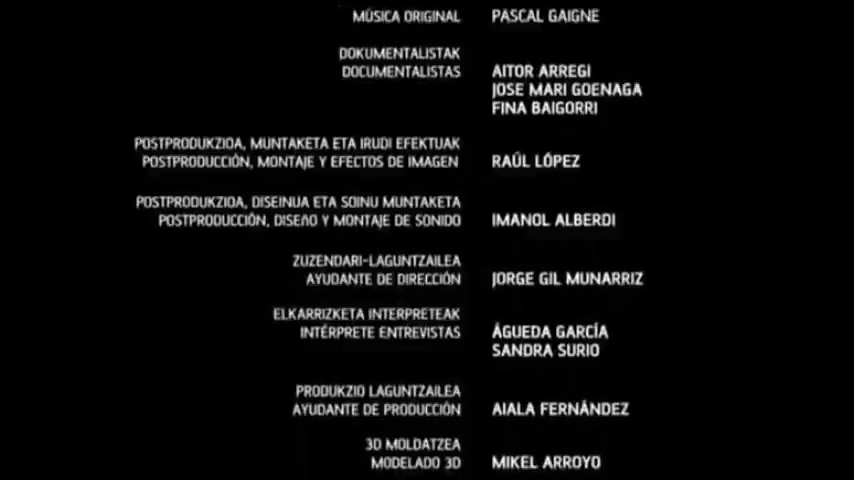 MÚSICA ORIGINAL PASCAL GAIGNE
DOKUMENTALISTAK
DOCUMENTALISTAS AITOR ARREGI
JOSE MARI GOENAGA
FINA BAIGORRI
POSTPRODUKZIOA, MUNTAKETA ETA IRUDI EFEKTUAK
POSTPRODUCCIÓN, MONTAJE Y EFECTOS DE IMAGEN RAÚL LÓPEZ
POSTPRODUKZIOA, DISEINUA ETA SOINU MUNTAKETA
POSTPRODUCCIÓN, DISEÑO Y MONTAJE DE SONIDO IMANOL ALBERDI
ZUZENDARI-LAGUNTZAILEA
AYUDANTE DE DIRECCIÓN JORGE GIL MUNARRIZ
ELKARRIZKETA INTERPRETEAK
INTÉRPRETE ENTREVISTAS ÁGUEDA GARCÍA
SANDRA SURIO
PRODUKZIO LAGUNTZAILEA
AYUDANTE DE PRODUCCIÓN AIALA FERNÁNDEZ
3D MOLDATZEA
MODELADO 3D MIKEL ARROYO